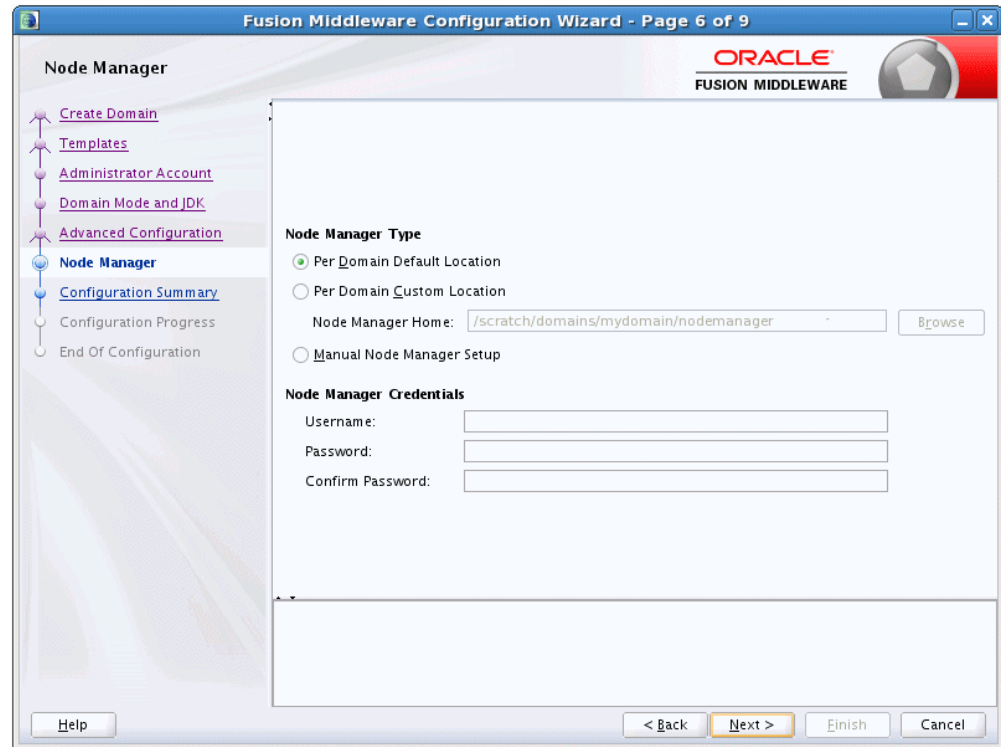 Fusion Middleware Configuration Wizard - Page 6 of 9
Node Manager
ORACLE
FUSION MIDDLEWARE
Create Domain
Templates
Administrator Account
Domain Mode and JDK
Advanced Configuration
Node Manager
Configuration Summary
Configuration Progress
End Of Configuration
Node Manager Type
Per Domain Default Location
Per Domain Custom Location
Node Manager Home: /scratch/domains/mydomain/nodemanager Browse
Manual Node Manager Setup
Node Manager Credentials
Username:
Password:
Confirm Password:
Help < Back Next > Finish Cancel